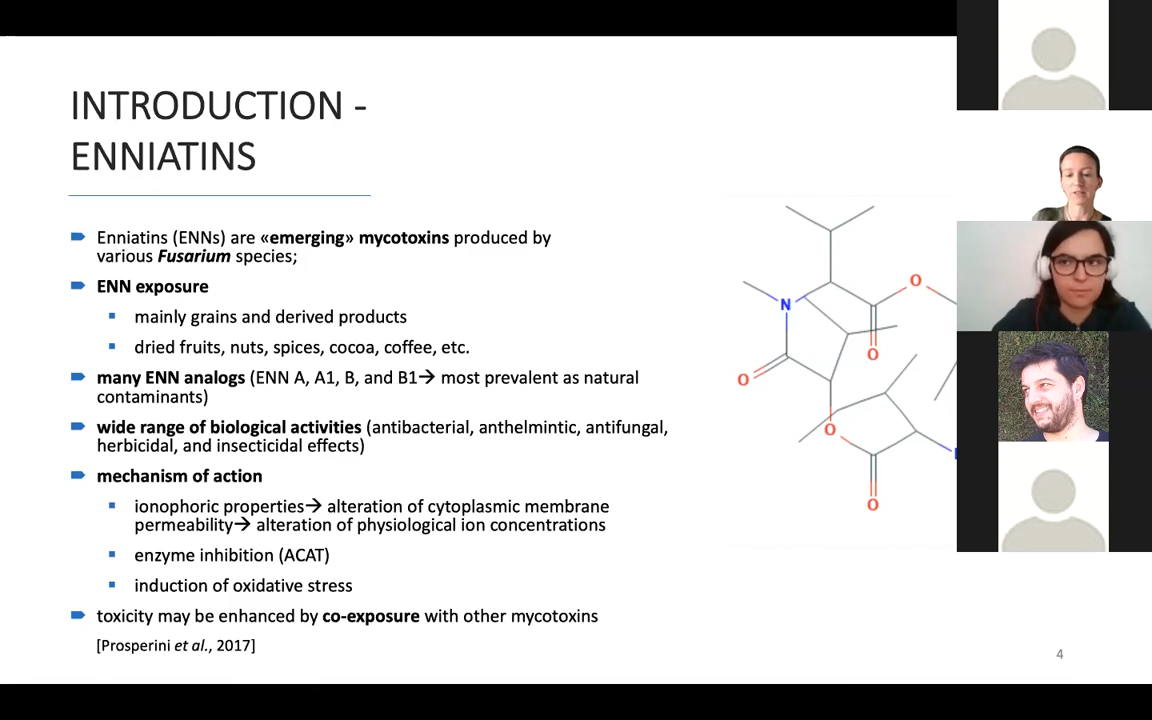 INTRODUCTION -
ENNIATINS
Enniatins (ENNs) are «emerging» mycotoxins produced by
various Fusarium species;
ENN exposure
mainly grains and derived products
dried fruits, nuts, spices, cocoa, coffee, etc.
many ENN analogs (ENN A, A1, B, and B1→ most prevalent as natural
contaminants)
wide range of biological activities (antibacterial, anthelmintic, antifungal,
herbicidal, and insecticidal effects)
mechanism of action
ionophoric properties→ alteration of cytoplasmic membrane
permeability→ alteration of physiological ion concentrations
enzyme inhibition (ACAT)
induction of oxidative stress
toxicity may be enhanced by co-exposure with other mycotoxins
[Prosperini et al., 2017]
O
N
O
O
O
O
4